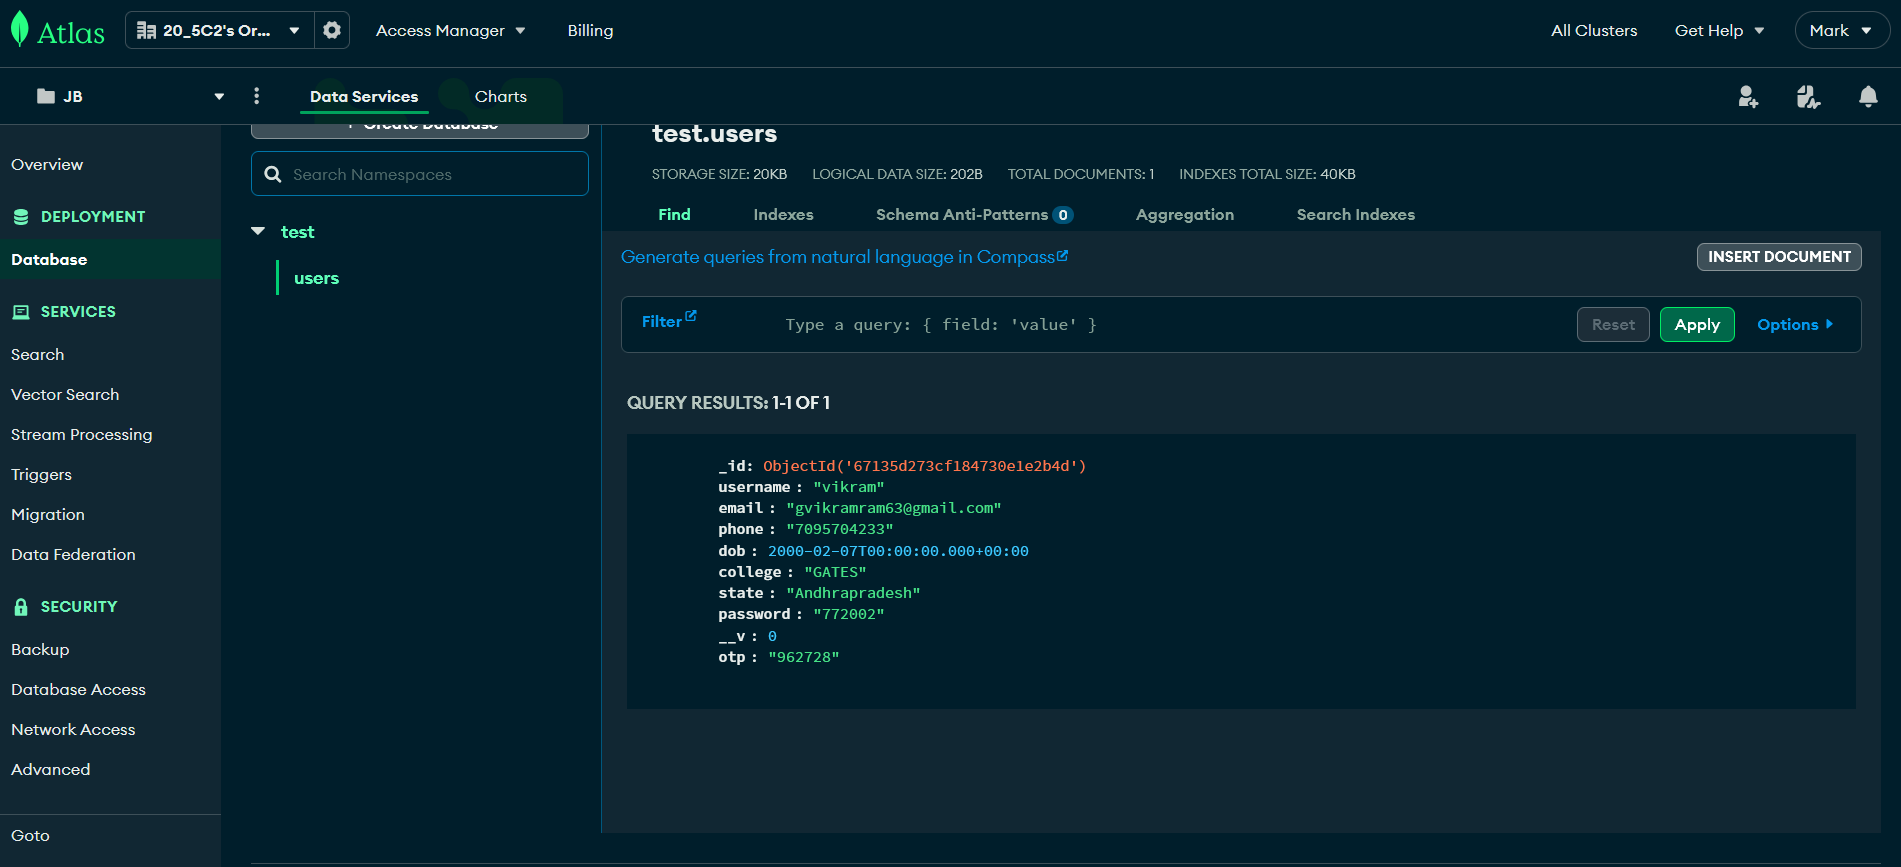 Atlas
20_5C2's Or...
Access Manager
Billing
All Clusters
Get Help
Mark
JB
Data Services
Charts
Overview
DEPLOYMENT
Database
SERVICES
Search
Vector Search
Stream Processing
Triggers
Migration
Data Federation
SECURITY
Backup
Database Access
Network Access
Advanced
Goto
+ Create Database
Search Namespaces
test
users
test.users
STORAGE SIZE: 20KB LOGICAL DATA SIZE: 202B TOTAL DOCUMENTS: 1 INDEXES TOTAL SIZE: 40KB
Find Indexes Schema Anti-Patterns 0 Aggregation Search Indexes
Generate queries from natural language in Compass
INSERT DOCUMENT
Filter
Type a query: { field: 'value' }
Reset
Apply
Options
QUERY RESULTS: 1-1 OF 1
_id: ObjectId('67135d273cf184730e1e2b4d')
username : "vikram"
email : "gvikramram63@gmail.com"
phone : "7095704233"
dob : 2000-02-07T00:00:00.000+00:00
college : "GATES"
state : "Andhrapradesh"
password : "772002"
__v : 0
otp : "962728"